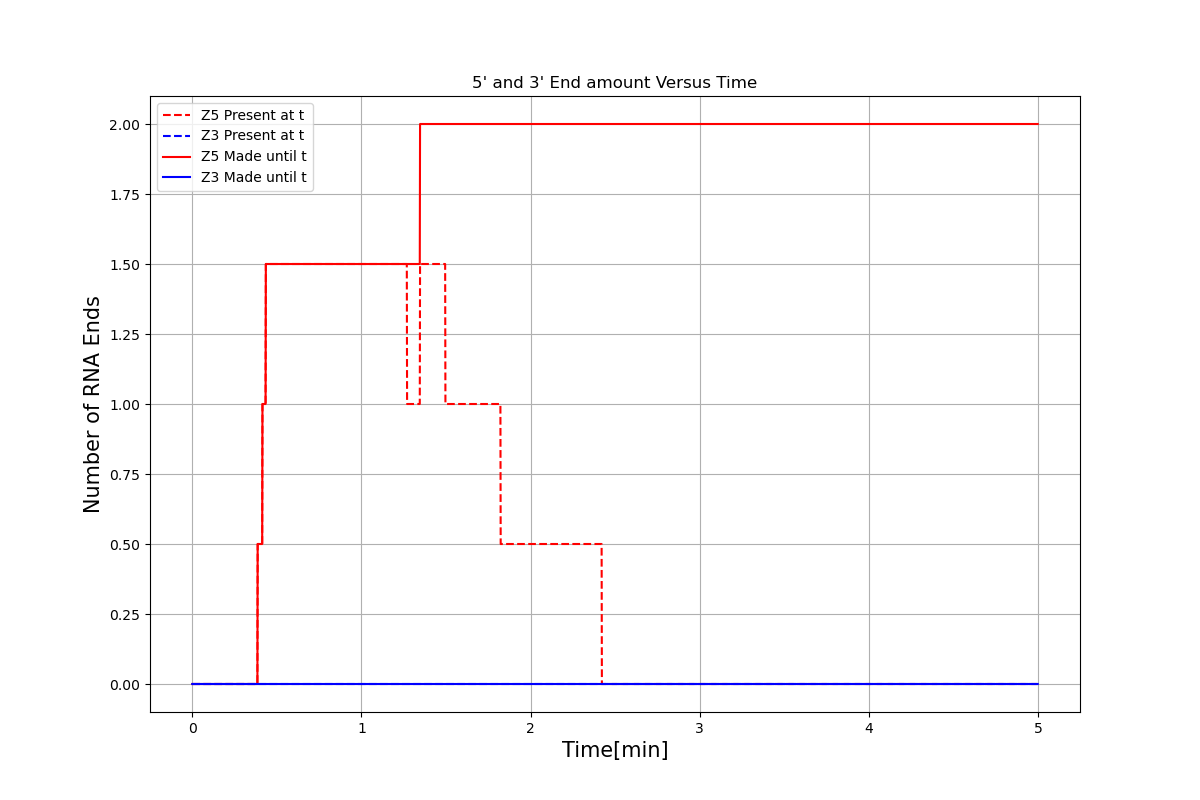 5' and 3' End amount Versus Time
Z5 Present at t
Z3 Present at t
Z5 Made until t
Z3 Made until t
2.00
1.75
1.50
1.25
1.00
0.75
0.50
0.25
0.00
Number of RNA Ends
0 1 2 3 4 5
Time[min]